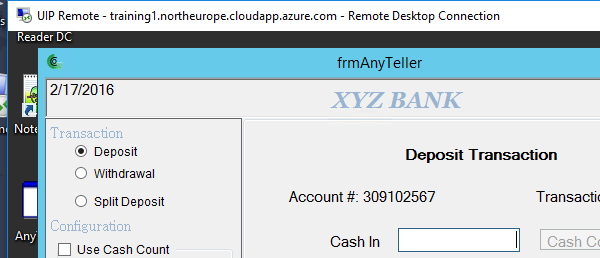 UIP Remote - training1.northeurope.cloudapp.azure.com - Remote Desktop Connection
Reader DC
frmAnyTeller
2/17/2016
XYZ BANK
Transaction
Deposit
Withdrawal
Split Deposit
Configuration
Use Cash Count
Deposit Transaction
Account #: 309102567
Transactio
Cash In
Cash Co
Note
Any